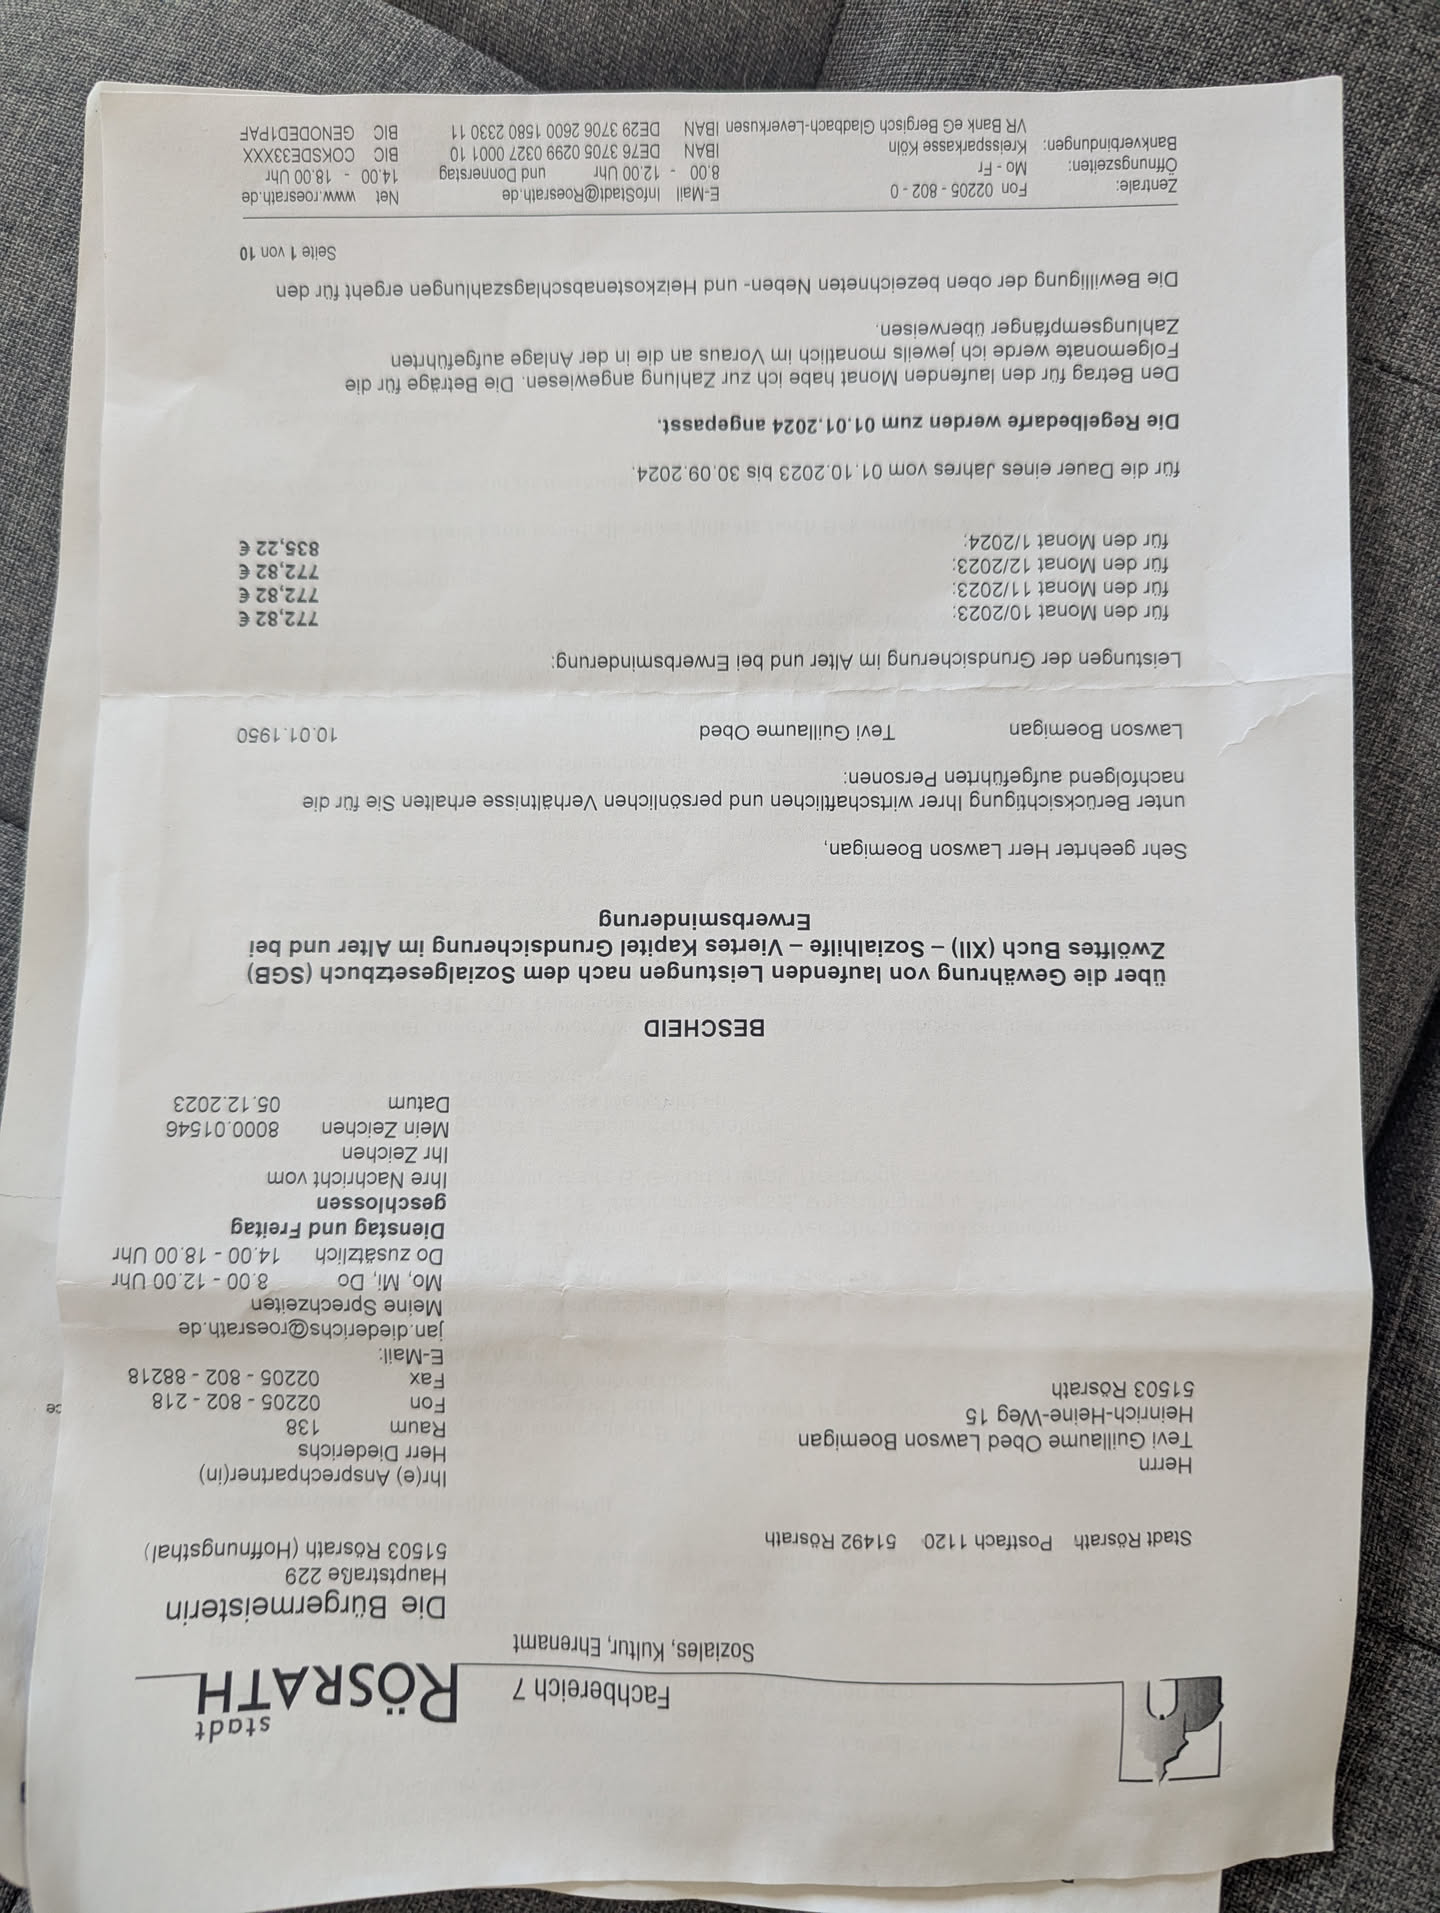 stadt
RÖSRATH
Fachbereich 7
Soziales, Kultur, Ehrenamt
Die Bürgermeisterin
Hauptstraße 229
51503 Rösrath (Hoffnungsthal)
Stadt Rösrath Postfach 1120 51492 Rösrath
Herrn
Tevi Guillaume Obed Lawson Boemigan
Heinrich-Heine-Weg 15
51503 Rösrath
Ihr(e) Ansprechpartner(in)
Herr Diederichs
Raum 138
Fon 02205 - 802 - 218
Fax 02205 - 802 - 88218
E-Mail:
jan.diederichs@roesrath.de
Meine Sprechzeiten
Mo, Mi, Do 8.00 - 12.00 Uhr
Do zusätzlich 14.00 - 18.00 Uhr
Dienstag und Freitag
geschlossen
Ihre Nachricht vom
Ihr Zeichen
Mein Zeichen 8000.01546
Datum 05.12.2023
BESCHEID
über die Gewährung von laufenden Leistungen nach dem Sozialgesetzbuch (SGB)
Zwölftes Buch (XII) – Sozialhilfe – Viertes Kapitel Grundsicherung im Alter und bei
Erwerbsminderung
Sehr geehrter Herr Lawson Boemigan,
unter Berücksichtigung Ihrer wirtschaftlichen und persönlichen Verhältnisse erhalten Sie für die
nachfolgend aufgeführten Personen:
Lawson Boemigan Tevi Guillaume Obed 10.01.1950
Leistungen der Grundsicherung im Alter und bei Erwerbsminderung:
für den Monat 10/2023: 772,82 €
für den Monat 11/2023: 772,82 €
für den Monat 12/2023: 772,82 €
für den Monat 1/2024: 835,22 €
für die Dauer eines Jahres vom 01.10.2023 bis 30.09.2024.
Die Regelbedarfe werden zum 01.01.2024 angepasst.
Den Betrag für den laufenden Monat habe ich zur Zahlung angewiesen. Die Beträge für die
Folgemonate werde ich jeweils monatlich im Voraus an die in der Anlage aufgeführten
Zahlungsempfänger überweisen.
Die Bewilligung der oben bezeichneten Neben- und Heizkostenabschlagszahlungen ergeht für den
Seite 1 von 10
Zentrale: Fon 02205 - 802 - 0 E-Mail InfoStadt@Roesrath.de Net www.roesrath.de
Öffnungszeiten: Mo - Fr 8.00 - 12.00 Uhr und Donnerstag 14.00 - 18.00 Uhr
Bankverbindungen: Kreissparkasse Köln IBAN DE76 3705 0299 0327 0001 10 BIC COKSDE33XXX
VR Bank eG Bergisch Gladbach-Leverkusen IBAN DE29 3706 2600 1580 2330 11 BIC GENODED1PAF